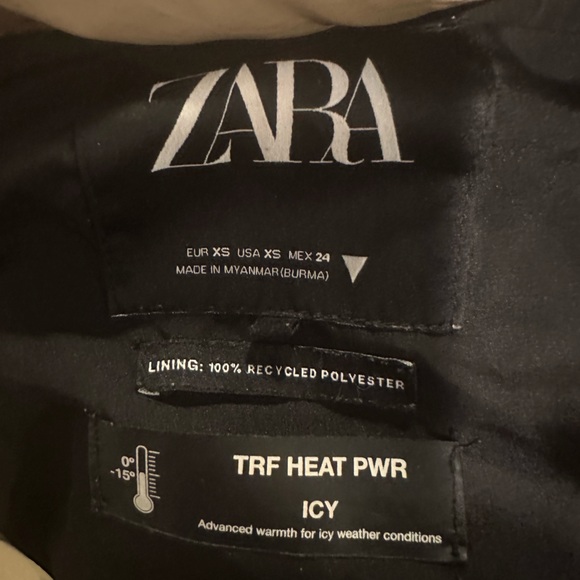 ZARA
EUR XS USA XS MEX 24
MADE IN MYANMAR(BURMA)
LINING: 100% RECYCLED POLYESTER
0°
-15°
TRF HEAT PWR
ICY
Advanced warmth for icy weather conditions